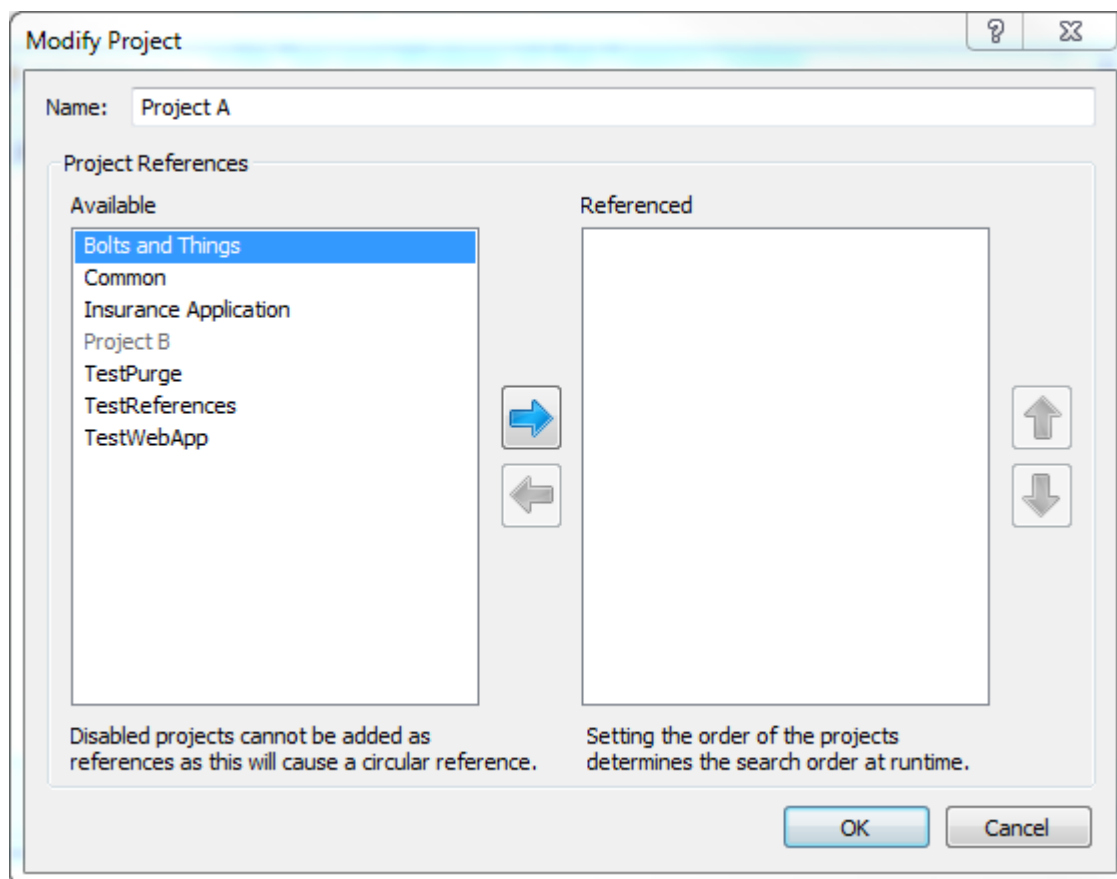 Modify Project
Name: Project A
Project References
Available
Referenced
Bolts and Things
Common
Insurance Application
Project B
TestPurge
TestReferences
TestWebApp
Disabled projects cannot be added as
references as this will cause a circular reference.
Setting the order of the projects
determines the search order at runtime.
OK
Cancel